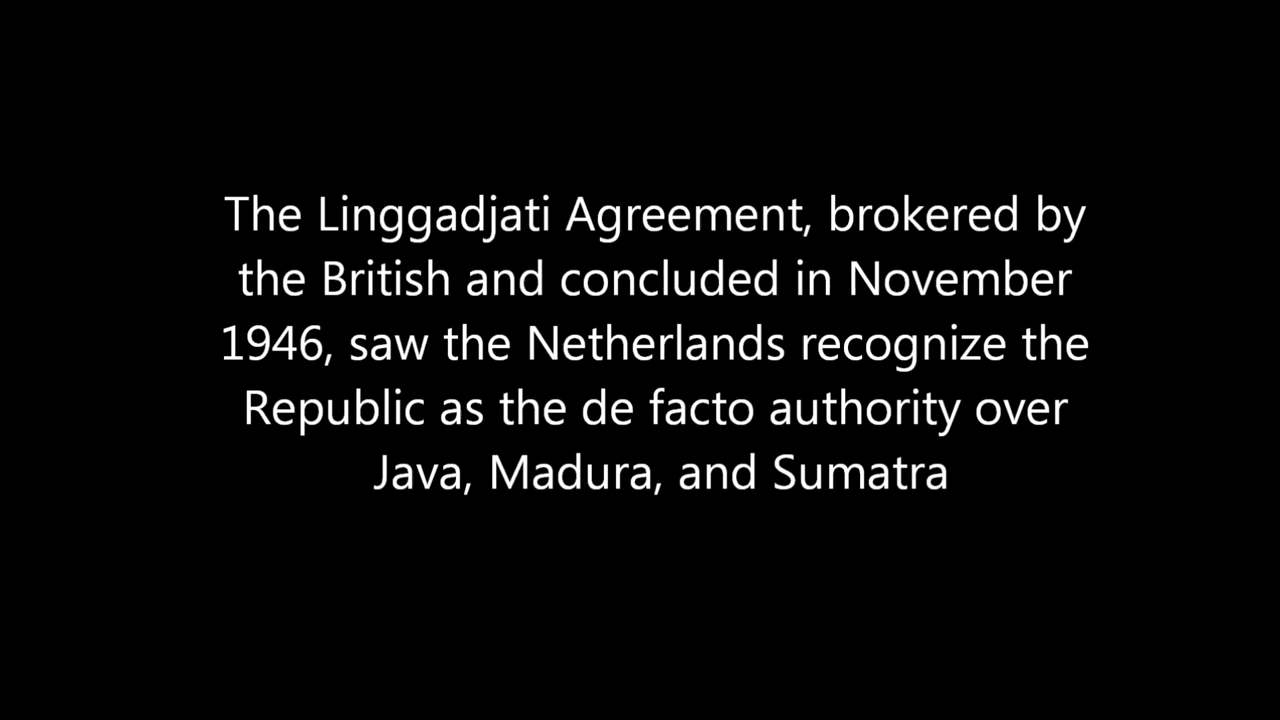 The Linggadjati Agreement, brokered by
the British and concluded in November
1946, saw the Netherlands recognize the
Republic as the de facto authority over
Java, Madura, and Sumatra